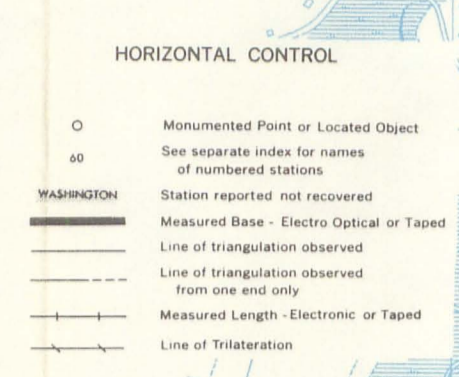 HORIZONTAL CONTROL
Monumented Point or Located Object
60 See separate index for names
of numbered stations
WASHINGTON Station reported not recovered
Measured Base - Electro Optical or Taped
Line of triangulation observed
Line of triangulation observed
from one end only
Measured Length - Electronic or Taped
Line of Trilateration